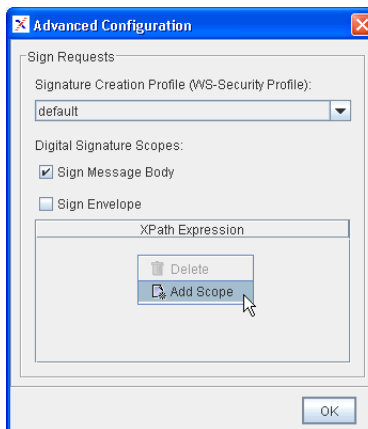 Advanced Configuration
Sign Requests
Signature Creation Profile (WS-Security Profile):
default
Digital Signature Scopes:
Sign Message Body
Sign Envelope
XPath Expression
Delete
Add Scope
OK